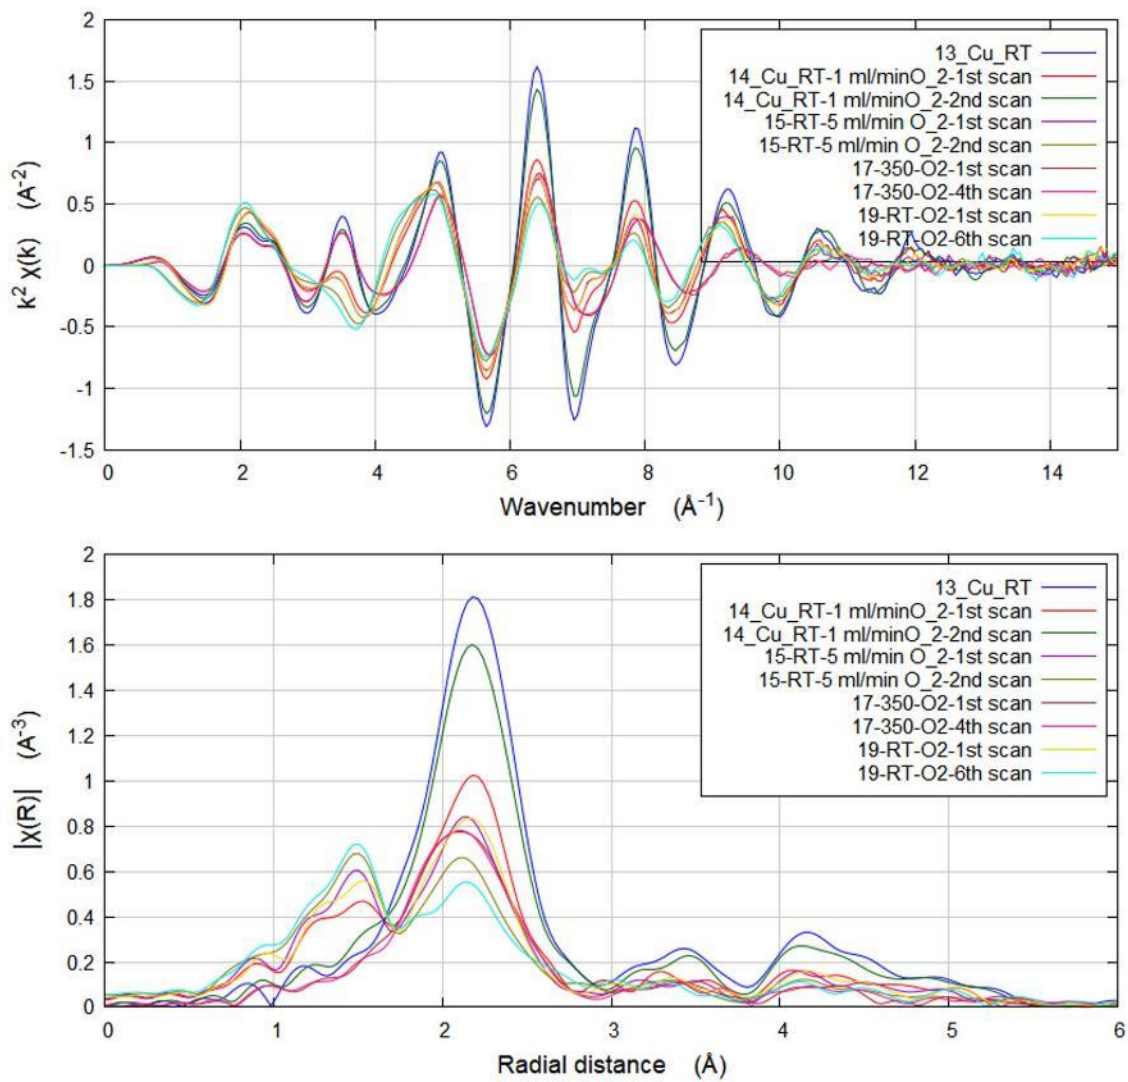 2
1.5
1
0.5
0
-0.5
-1
-1.5
k² χ(k) (A⁻²)
13_Cu_RT
14_Cu_RT-1 ml/minO_2-1st scan
14_Cu_RT-1 ml/minO_2-2nd scan
15-RT-5 ml/min O_2-1st scan
15-RT-5 ml/min O_2-2nd scan
17-350-O2-1st scan
17-350-O2-4th scan
19-RT-O2-1st scan
19-RT-O2-6th scan
0 2 4 6 8 10 12 14
Wavenumber (Å⁻¹)
2
1.8
1.6
1.4
1.2
1
0.8
0.6
0.4
0.2
0
|χ(R)| (A⁻³)
13_Cu_RT
14_Cu_RT-1 ml/minO_2-1st scan
14_Cu_RT-1 ml/minO_2-2nd scan
15-RT-5 ml/min O_2-1st scan
15-RT-5 ml/min O_2-2nd scan
17-350-O2-1st scan
17-350-O2-4th scan
19-RT-O2-1st scan
19-RT-O2-6th scan
0 1 2 3 4 5 6
Radial distance (Å)